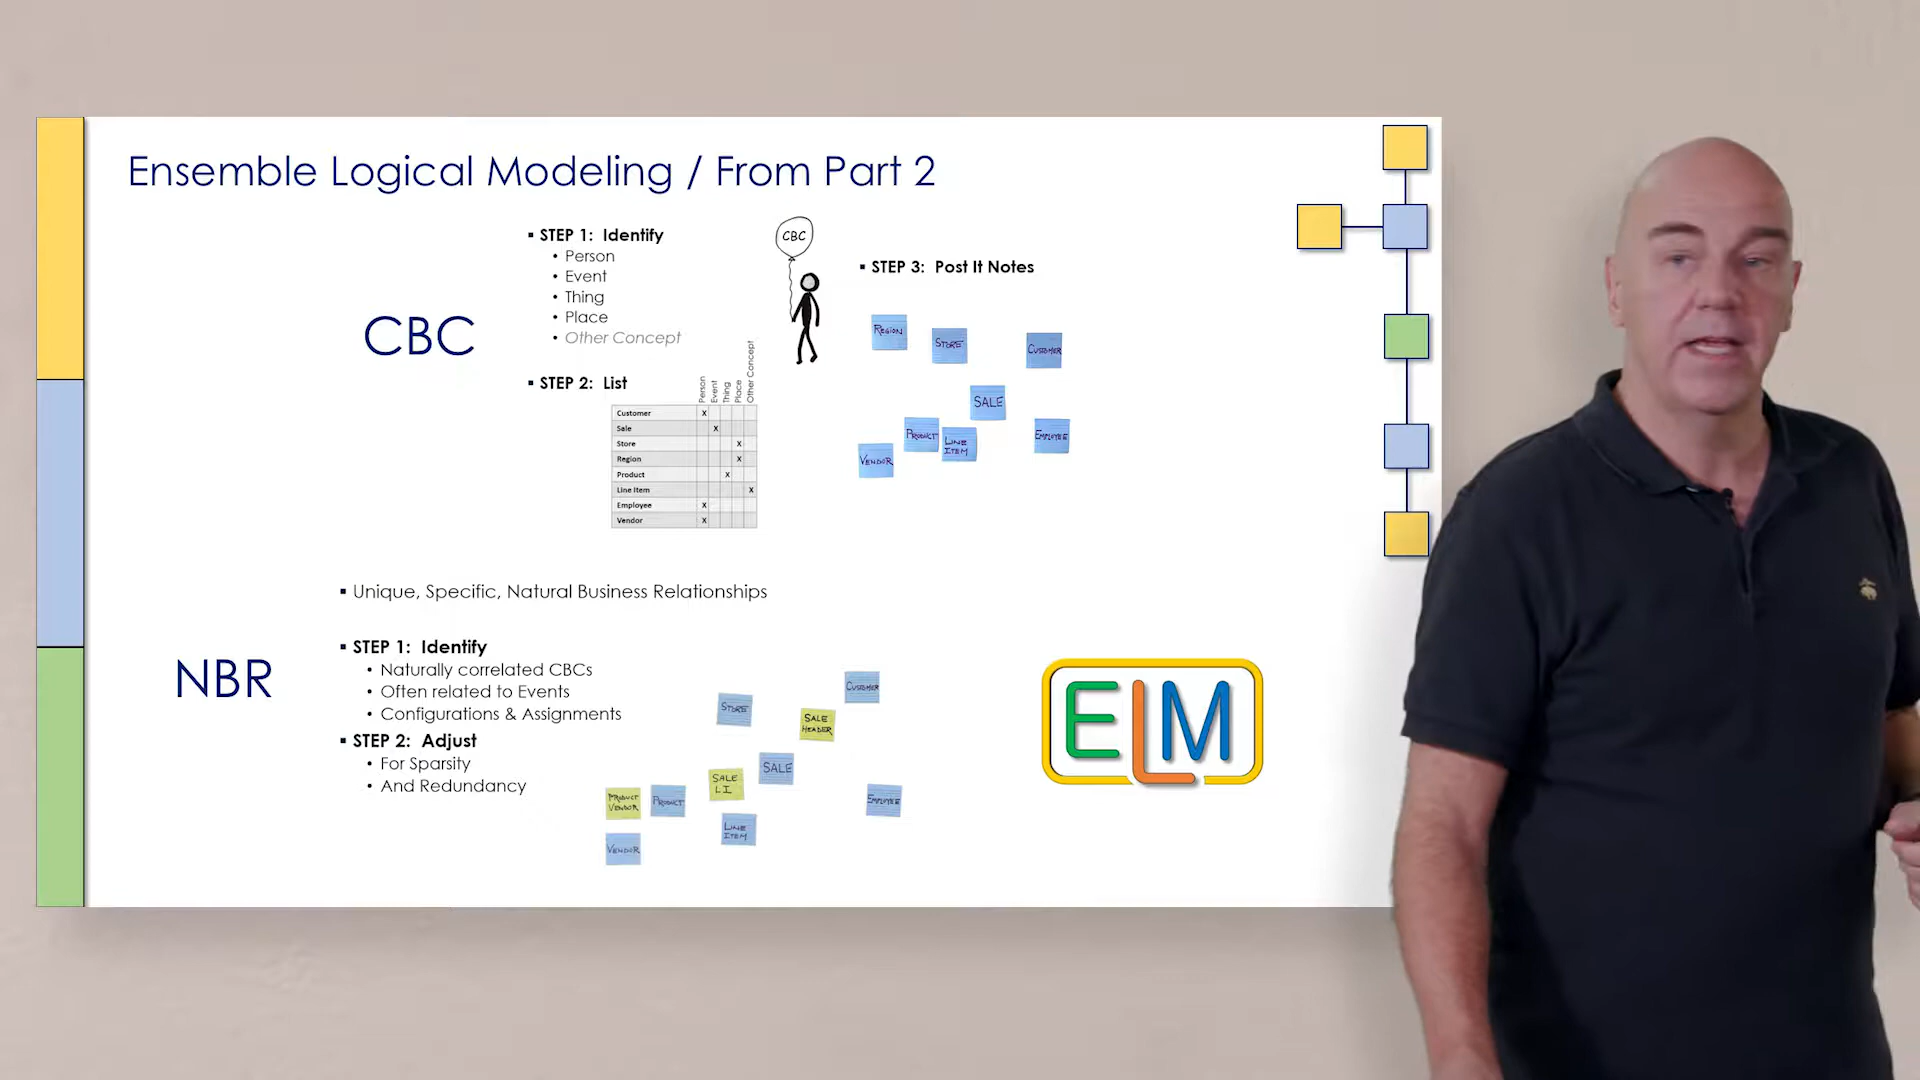 Ensemble Logical Modeling / From Part 2
CBC
▪ STEP 1: Identify
• Person
• Event
• Thing
• Place
• Other Concept
▪ STEP 2: List
Person
Event
Thing
Place
Other Concept
Customer X
Sale X
Store X
Region X
Product X
Line Item X
Employee X
Vendor X
CBC
▪ STEP 3: Post It Notes
REGION
STORE
CUSTOMER
SALE
PRODUCT
LINE
ITEM
EMPLOYEE
VENDOR
NBR
▪ Unique, Specific, Natural Business Relationships
▪ STEP 1: Identify
• Naturally correlated CBCs
• Often related to Events
• Configurations & Assignments
▪ STEP 2: Adjust
• For Sparsity
• And Redundancy
CUSTOMER
STORE
SALE
HEADER
SALE
SALE
LI
PRODUCT
VENDOR
PRODUCT
EMPLOYEE
LINE
ITEM
VENDOR
ELM